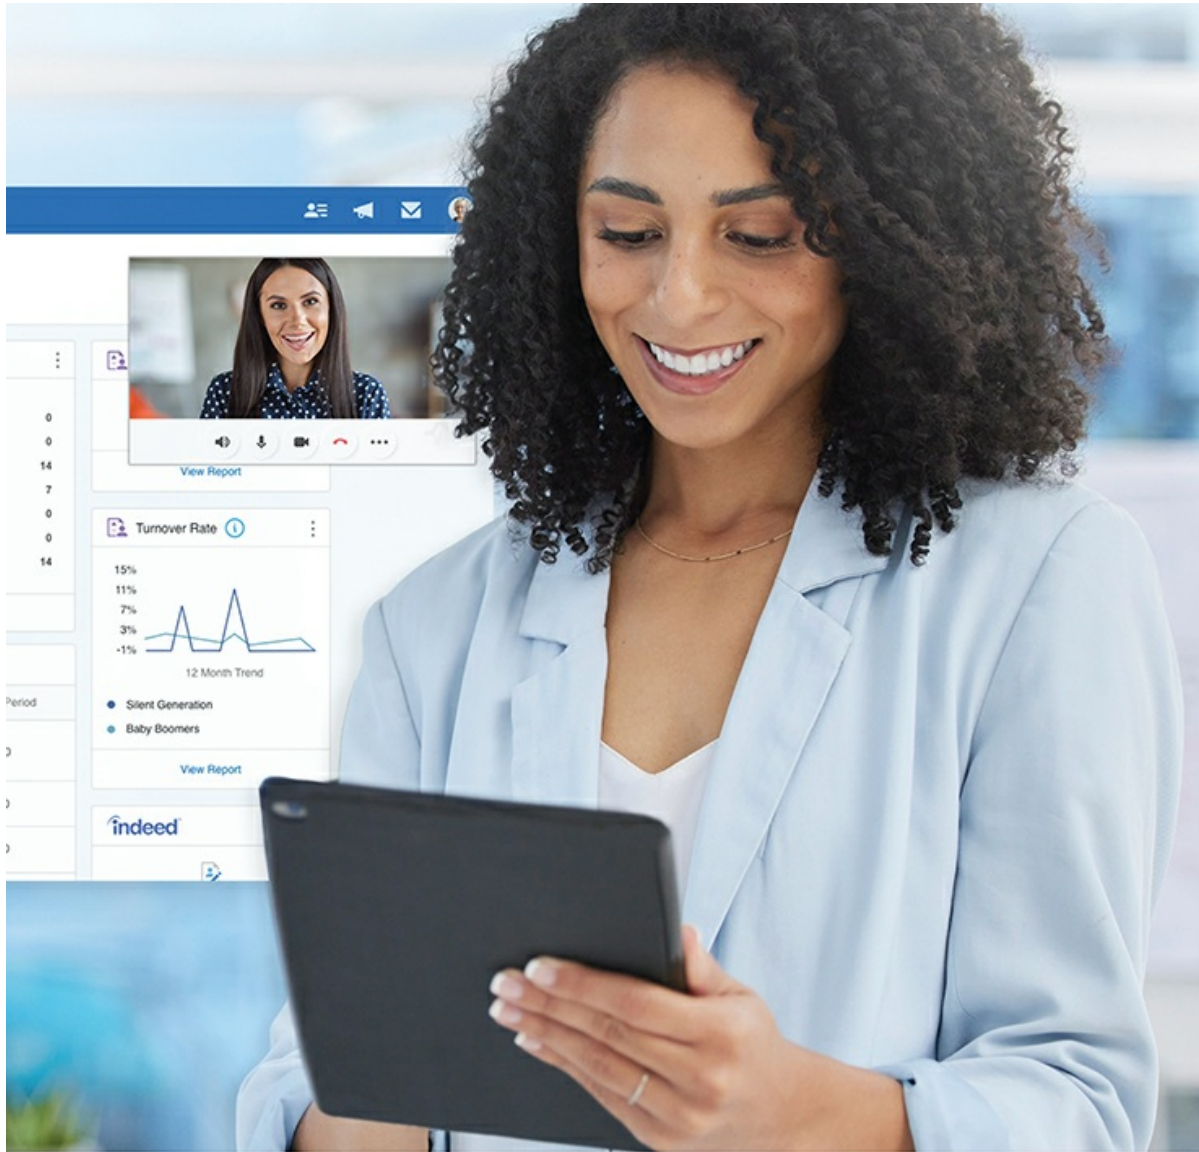 0
0
14
7
0
0
14
View Report
Turnover Rate
15%
11%
7%
3%
-1%
12 Month Trend
Silent Generation
Baby Boomers
View Report
Period
indeed